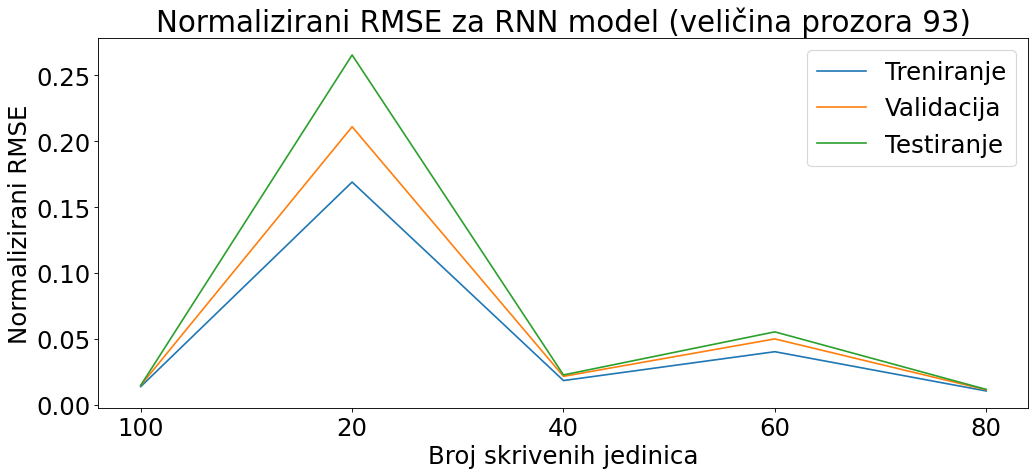 Normalizirani RMSE za RNN model (veličina prozora 93)
Treniranje
Validacija
Testiranje
Normalizirani RMSE
0.25
0.20
0.15
0.10
0.05
0.00
100 20 40 60 80
Broj skrivenih jedinica